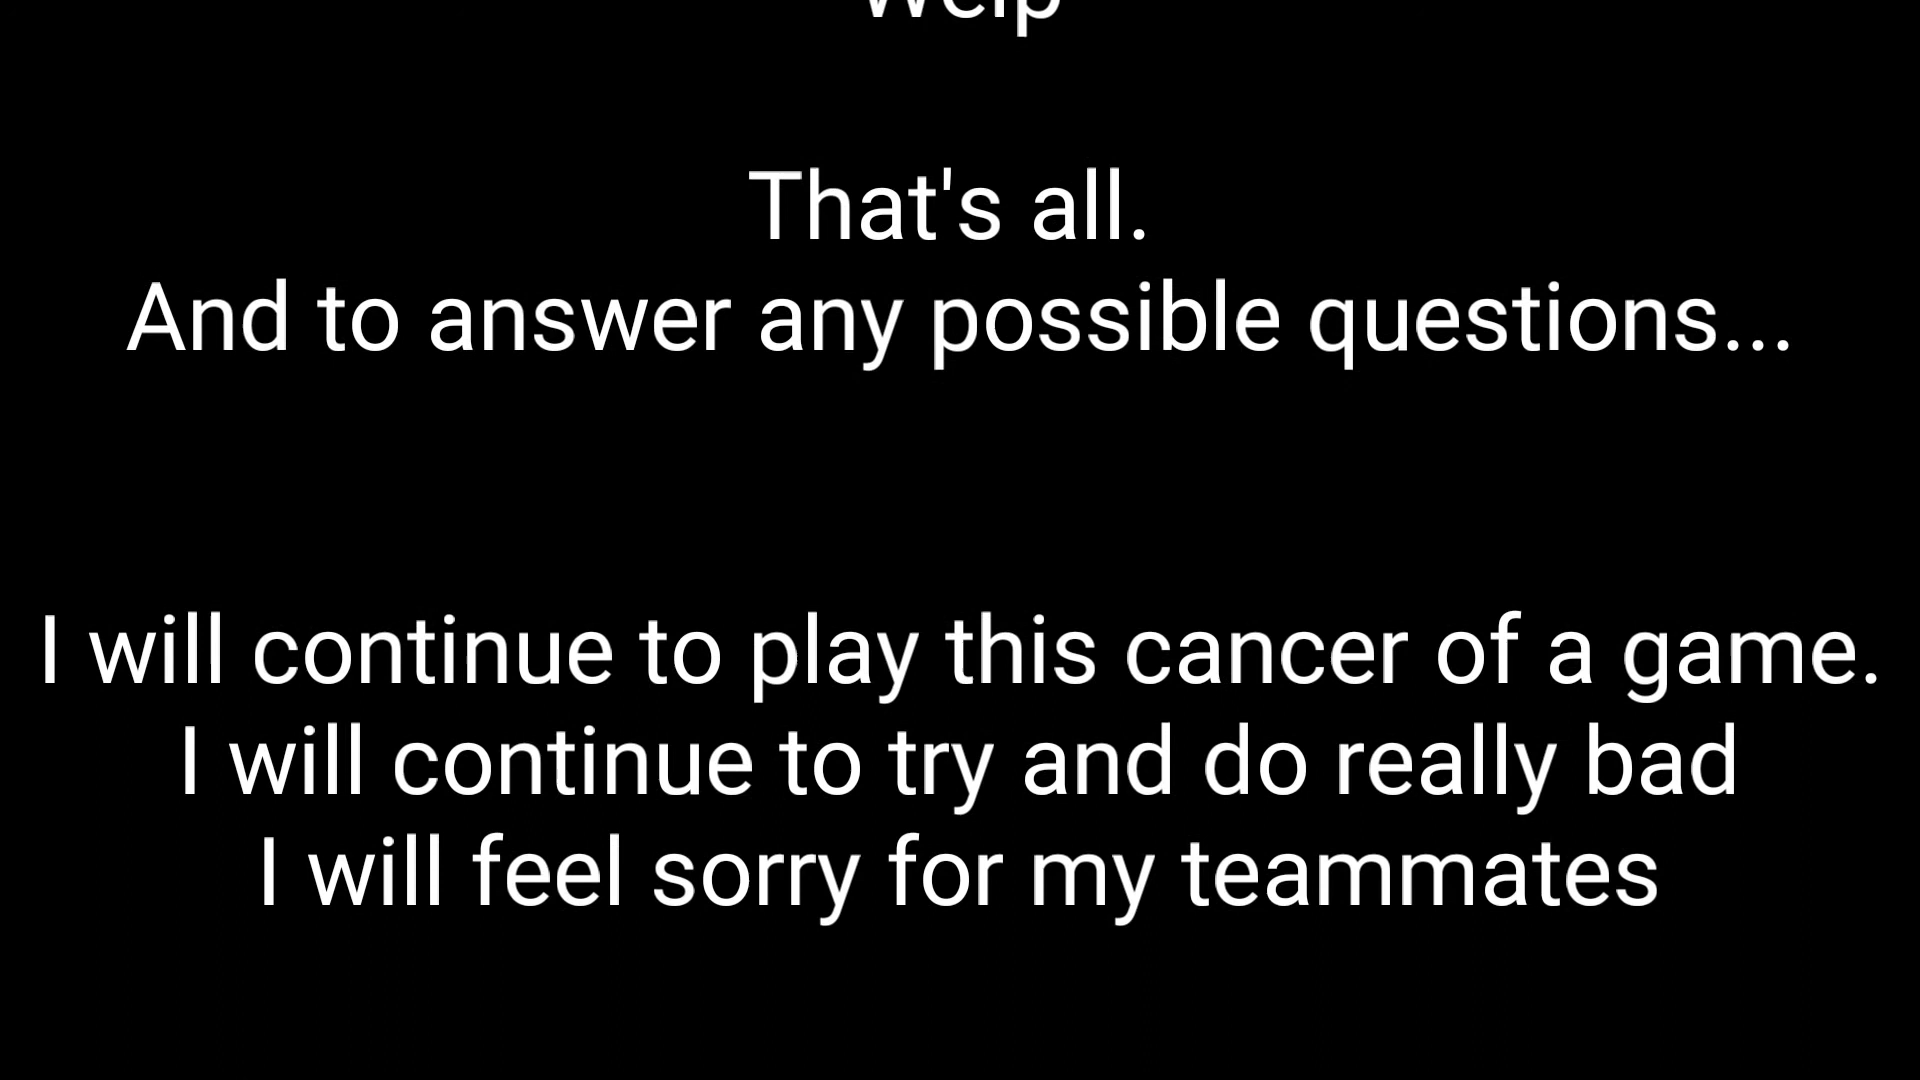 Welp
That's all.
And to answer any possible questions...
I will continue to play this cancer of a game.
I will continue to try and do really bad
I will feel sorry for my teammates